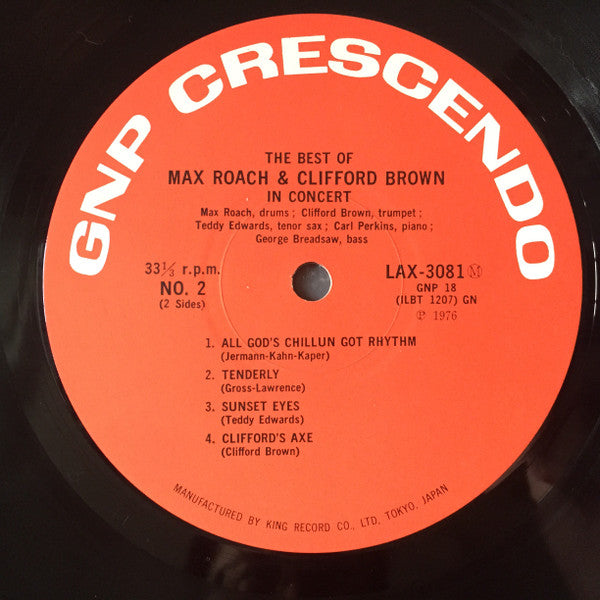 GNP CRESCENDO
THE BEST OF
MAX ROACH & CLIFFORD BROWN
IN CONCERT
Max Roach, drums; Clifford Brown, trumpet;
Teddy Edwards, tenor sax; Carl Perkins, piano;
George Breadsaw, bass
33⅓ r.p.m.
NO. 2
(2 Sides)
LAX-3081 Ⓜ
GNP 18
(ILBT 1207) GN
℗ 1976
1. ALL GOD'S CHILLUN GOT RHYTHM
(Jermann-Kahn-Kaper)
2. TENDERLY
(Gross-Lawrence)
3. SUNSET EYES
(Teddy Edwards)
4. CLIFFORD'S AXE
(Clifford Brown)
MANUFACTURED BY KING RECORD CO., LTD. TOKYO, JAPAN